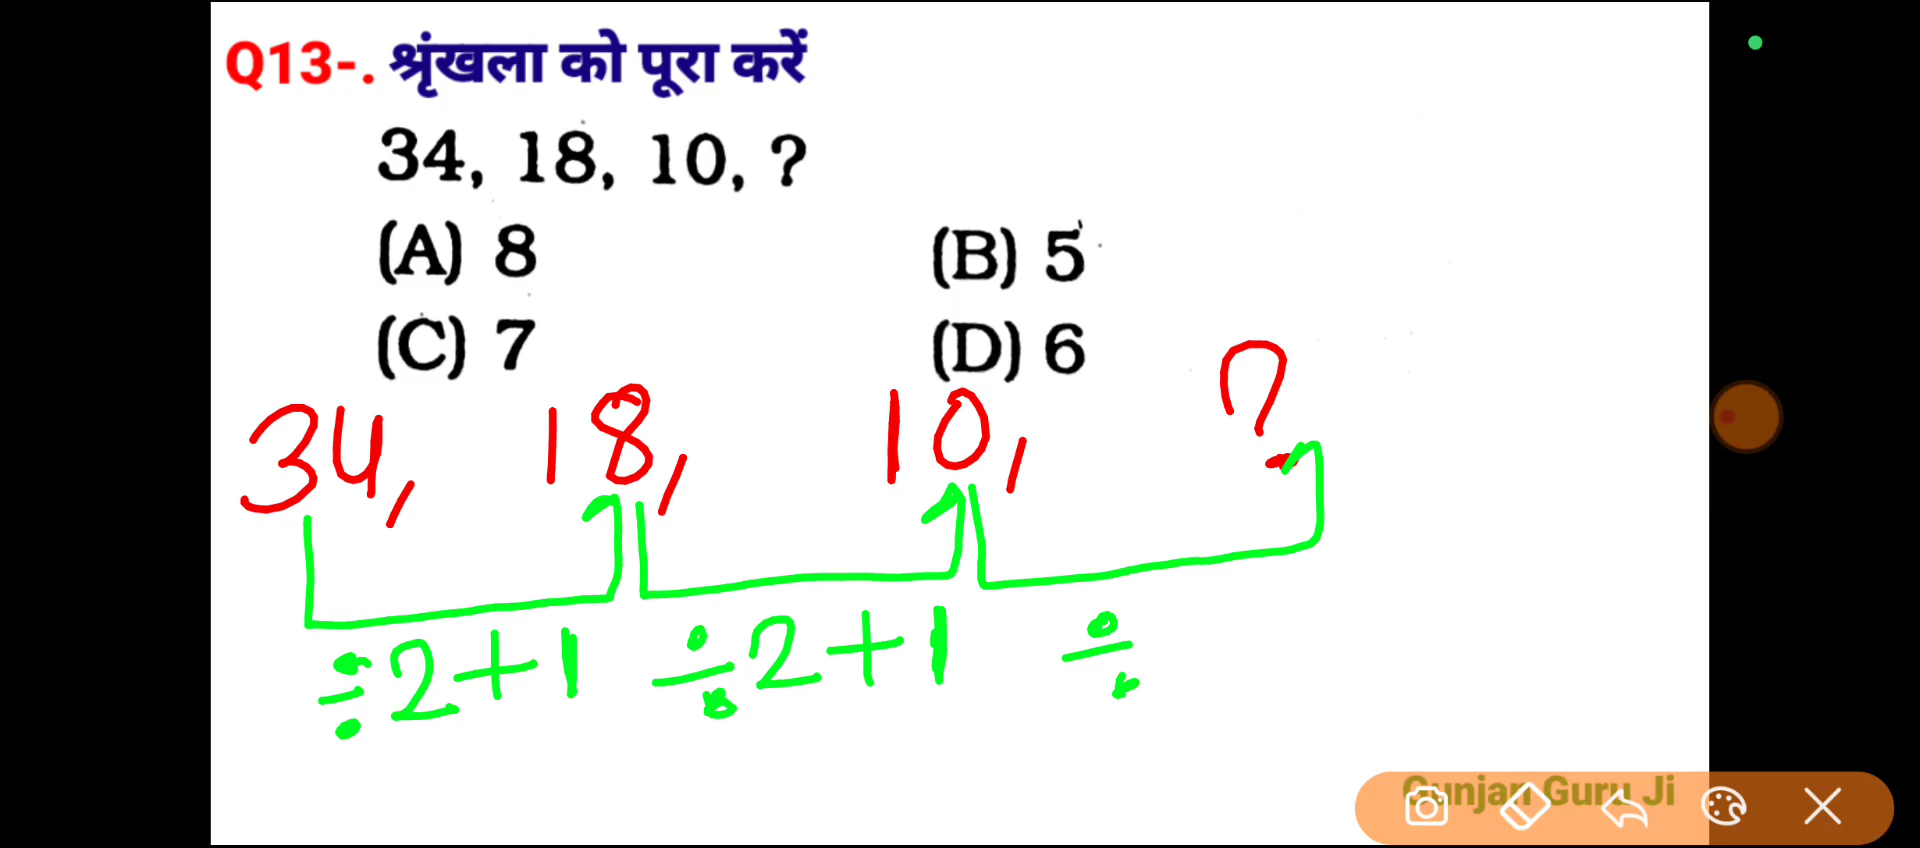 Q13-. श्रृंखला को पूरा करें
34, 18, 10, ?
(A) 8 (B) 5
(C) 7 (D) 6
34, 18, 10, ?
÷2+1 ÷2+1 ÷
Gunjan Guru Ji